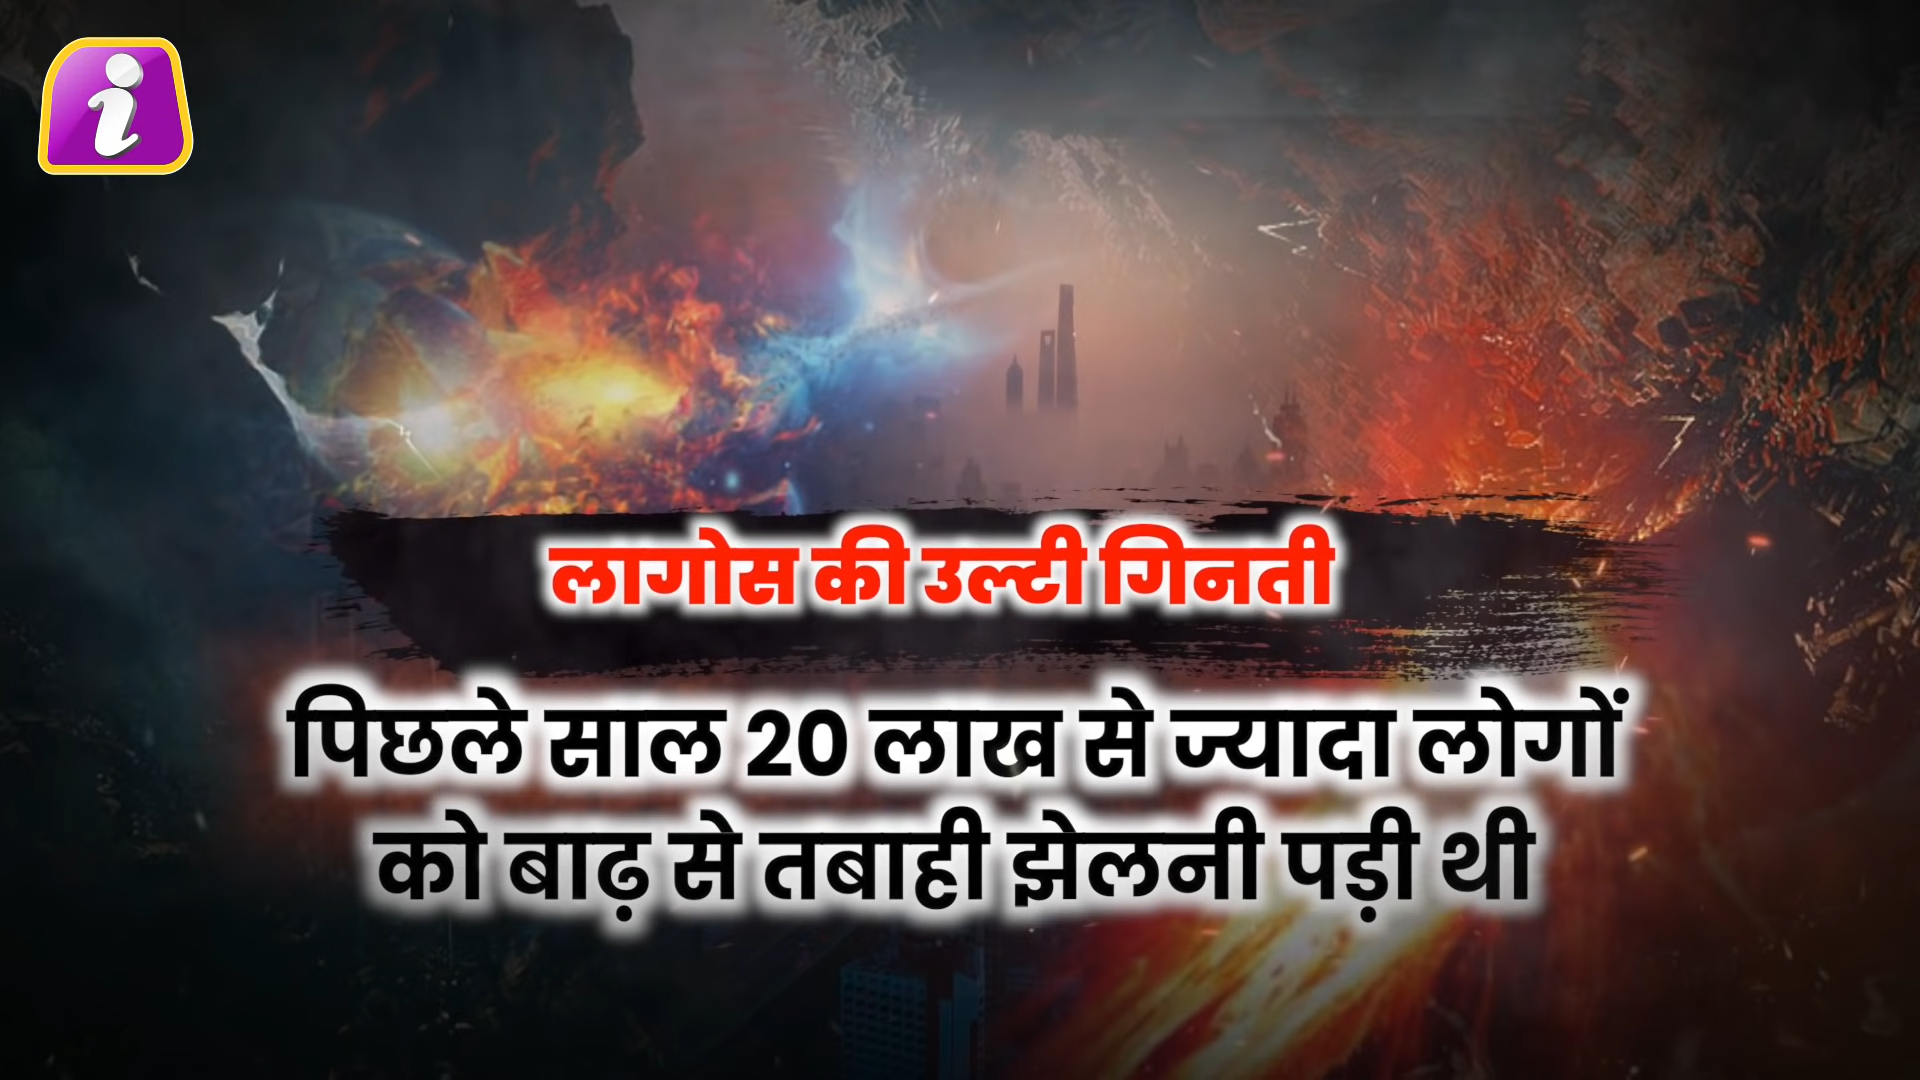 i
लागोस की उल्टी गिनती
पिछले साल 20 लाख से ज्यादा लोगों
को बाढ़ से तबाही झेलनी पड़ी थी